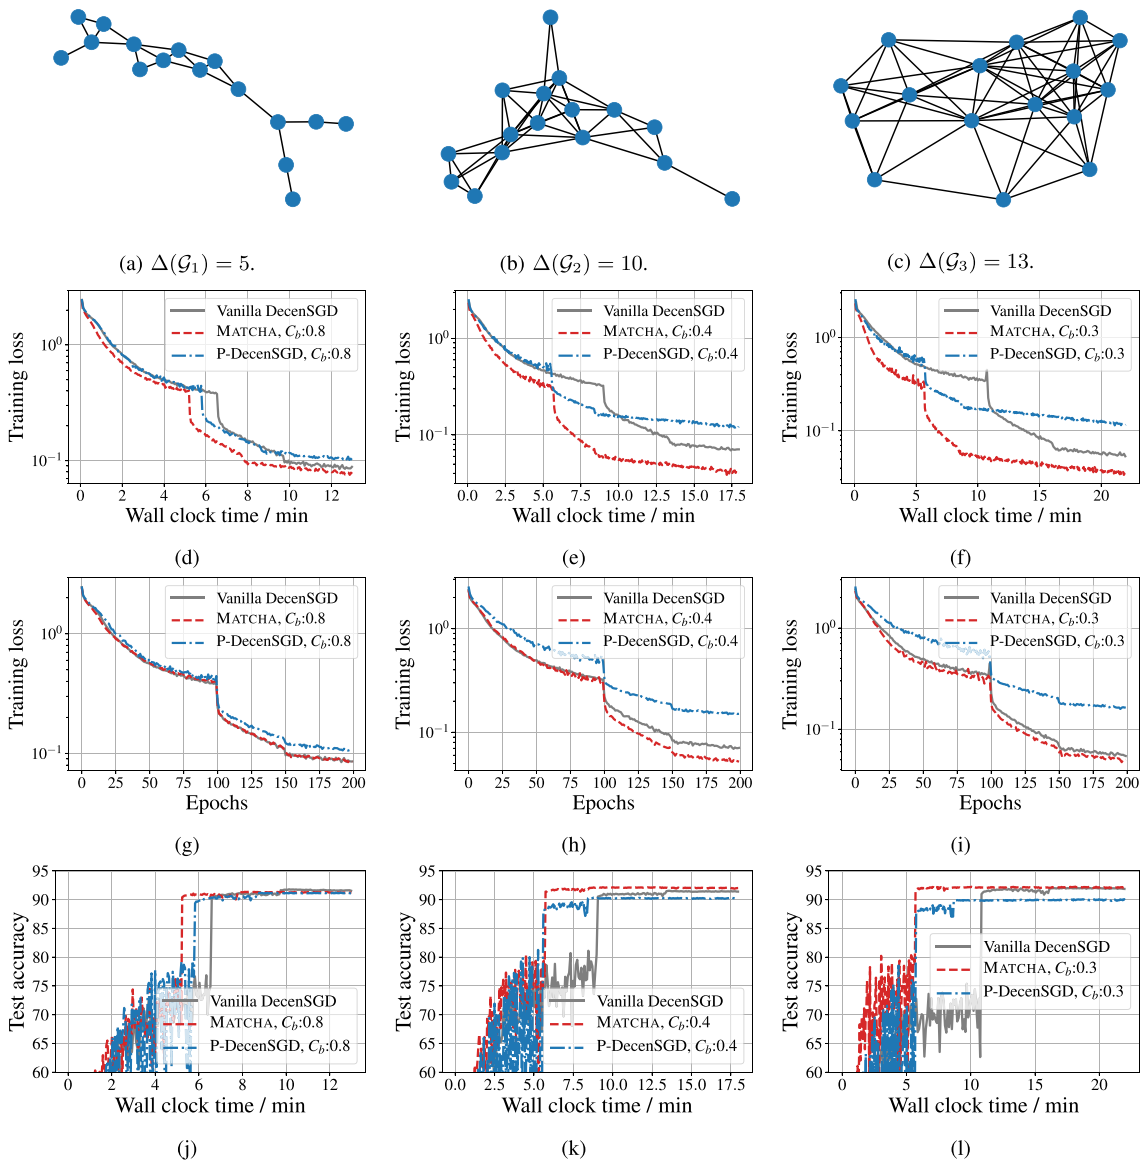 (a) Δ(𝒢₁) = 5.
(b) Δ(𝒢₂) = 10.
(c) Δ(𝒢₃) = 13.
Training loss
10⁰
10⁻¹
Vanilla DecenSGD
MATCHA, C_b:0.8
P-DecenSGD, C_b:0.8
0 2 4 6 8 10 12
Wall clock time / min
(d)
Training loss
10⁰
10⁻¹
Vanilla DecenSGD
MATCHA, C_b:0.4
P-DecenSGD, C_b:0.4
0.0 2.5 5.0 7.5 10.0 12.5 15.0 17.5
Wall clock time / min
(e)
Training loss
10⁰
10⁻¹
Vanilla DecenSGD
MATCHA, C_b:0.3
P-DecenSGD, C_b:0.3
0 5 10 15 20
Wall clock time / min
(f)
Training loss
10⁰
10⁻¹
Vanilla DecenSGD
MATCHA, C_b:0.8
P-DecenSGD, C_b:0.8
0 25 50 75 100 125 150 175 200
Epochs
(g)
Training loss
10⁰
10⁻¹
Vanilla DecenSGD
MATCHA, C_b:0.4
P-DecenSGD, C_b:0.4
0 25 50 75 100 125 150 175 200
Epochs
(h)
Training loss
10⁰
10⁻¹
Vanilla DecenSGD
MATCHA, C_b:0.3
P-DecenSGD, C_b:0.3
0 25 50 75 100 125 150 175 200
Epochs
(i)
Test accuracy
95
90
85
80
75
70
65
60
Vanilla DecenSGD
MATCHA, C_b:0.8
P-DecenSGD, C_b:0.8
0 2 4 6 8 10 12
Wall clock time / min
(j)
Test accuracy
95
90
85
80
75
70
65
60
Vanilla DecenSGD
MATCHA, C_b:0.4
P-DecenSGD, C_b:0.4
0.0 2.5 5.0 7.5 10.0 12.5 15.0 17.5
Wall clock time / min
(k)
Test accuracy
95
90
85
80
75
70
65
60
Vanilla DecenSGD
MATCHA, C_b:0.3
P-DecenSGD, C_b:0.3
0 5 10 15 20
Wall clock time / min
(l)